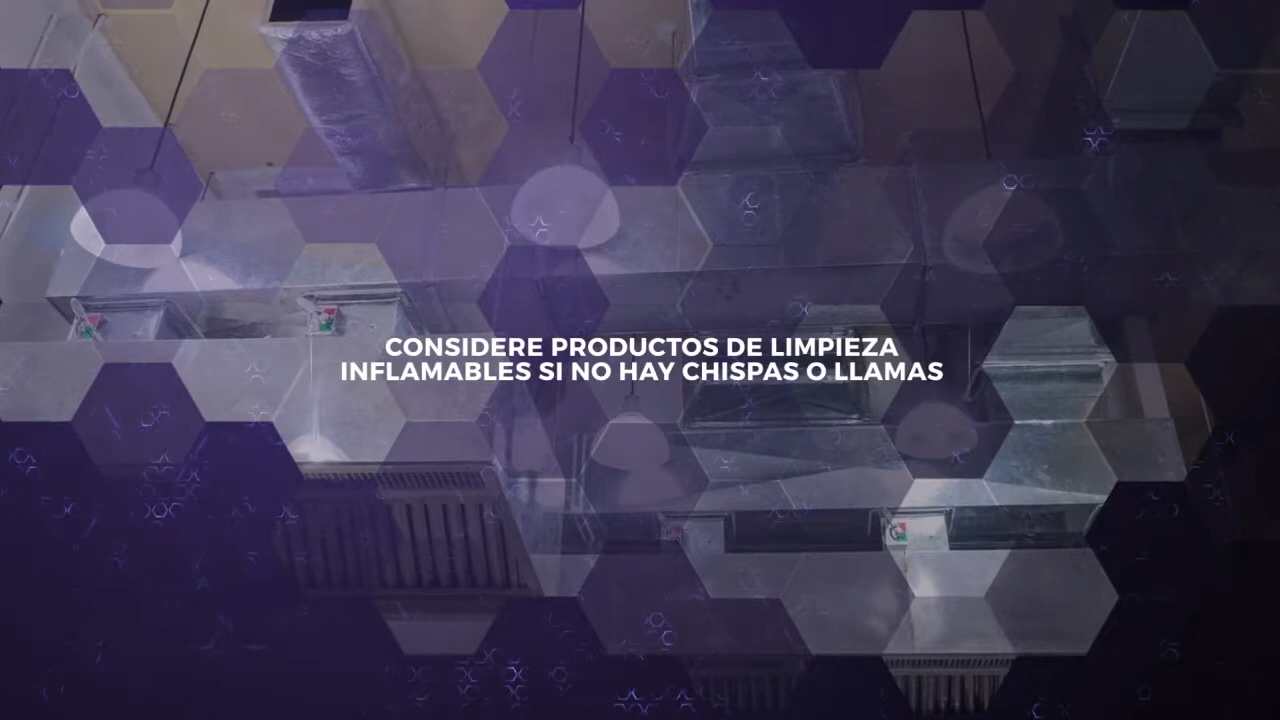 CONSIDERE PRODUCTOS DE LIMPIEZA
INFLAMABLES SI NO HAY CHISPAS O LLAMAS